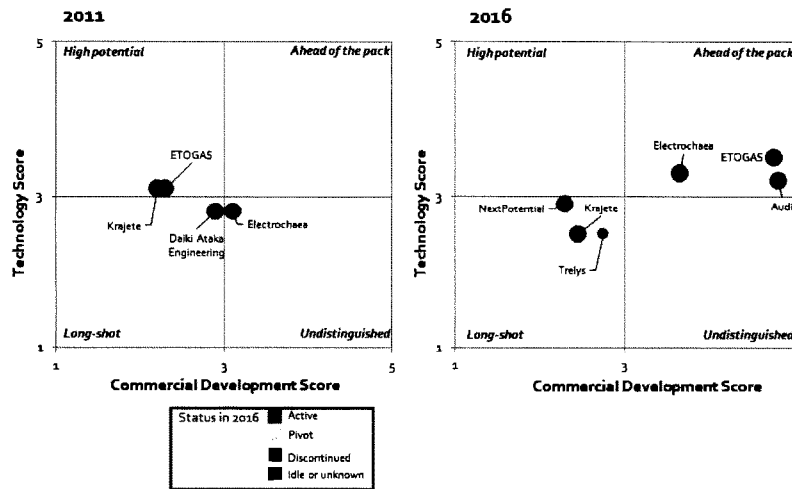 2011
5
High potential
Ahead of the pack
ETOGAS
3
Krajete
Daiki Ataka
Engineering
Electrochaea
Long-shot
Undistinguished
1
1
3
5
Technology Score
Commercial Development Score
2016
5
High potential
Ahead of the pack
Electrochaea
ETOGAS
Audi
3
NextPotential
Krajete
Trelys
Long-shot
Undistinguished
1
1
3
Technology Score
Commercial Development Score
Status in 2016
Active
Pivot
Discontinued
Idle or unknown